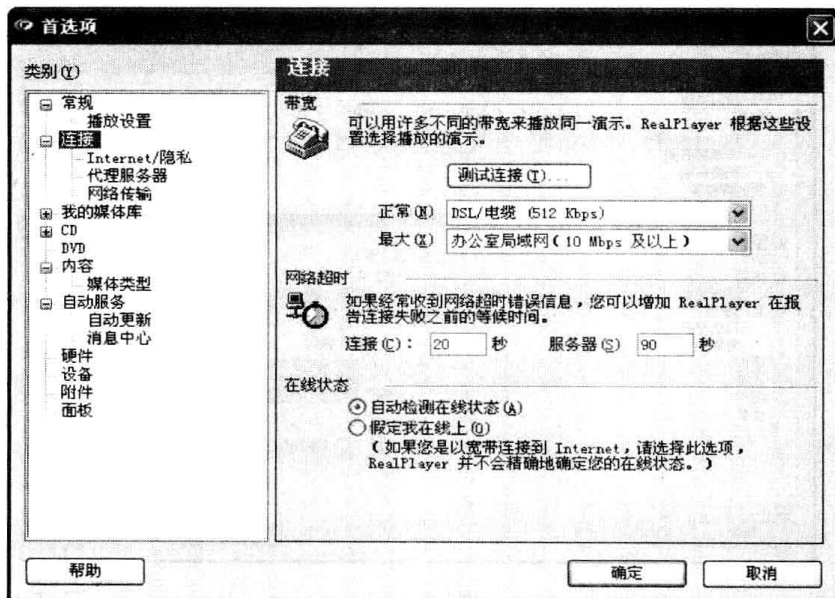 首选项
类别(Y)
常规
播放设置
连接
Internet/隐私
代理服务器
网络传输
我的媒体库
CD
DVD
内容
媒体类型
自动服务
自动更新
消息中心
硬件
设备
附件
面板
连接
带宽
可以用许多不同的带宽来播放同一演示。RealPlayer 根据这些设
置选择播放的演示。
测试连接(T)...
正常(N) DSL/电缆 (512 Kbps)
最大(X) 办公室局域网(10 Mbps 及以上)
网络超时
如果经常收到网络超时错误信息，您可以增加 RealPlayer 在报
告连接失败之前的等候时间。
连接(C)： 20 秒 服务器(S) 90 秒
在线状态
自动检测在线状态(A)
假定我在线上(O)
(如果您是以宽带连接到 Internet，请选择此选项，
RealPlayer 并不会精确地确定您的在线状态。)
帮助 确定 取消